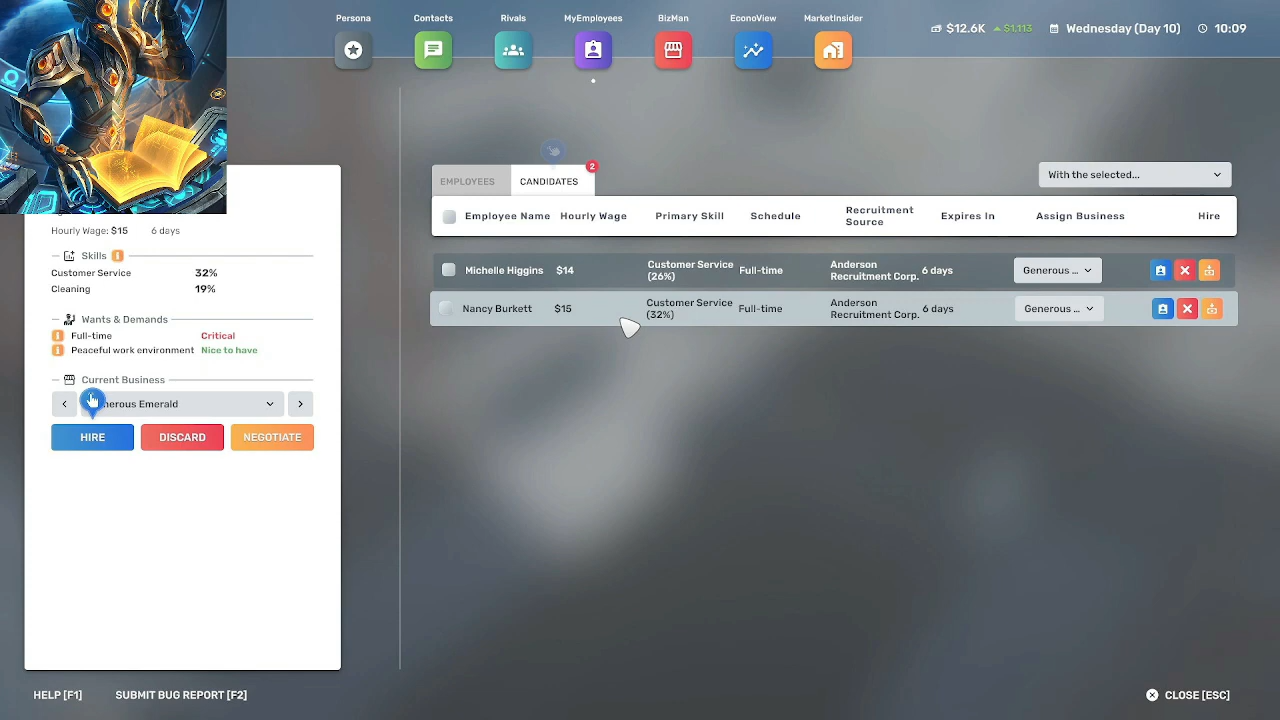 Persona
Contacts
Rivals
MyEmployees
BizMan
EconoView
MarketInsider
$12.6K
$1,113
Wednesday (Day 10)
10:09
Hourly Wage: $15 6 days
Skills
Customer Service 32%
Cleaning 19%
Wants & Demands
Full-time Critical
Peaceful work environment Nice to have
Current Business
Emerald
HIRE
DISCARD
NEGOTIATE
EMPLOYEES
CANDIDATES
2
With the selected...
Employee Name
Hourly Wage
Primary Skill
Schedule
Recruitment
Source
Expires In
Assign Business
Hire
Michelle Higgins
$14
Customer Service
(26%)
Full-time
Anderson
Recruitment Corp.
6 days
Generous ...
Nancy Burkett
$15
Customer Service
(32%)
Full-time
Anderson
Recruitment Corp.
6 days
Generous ...
HELP [F1]
SUBMIT BUG REPORT [F2]
CLOSE [ESC]